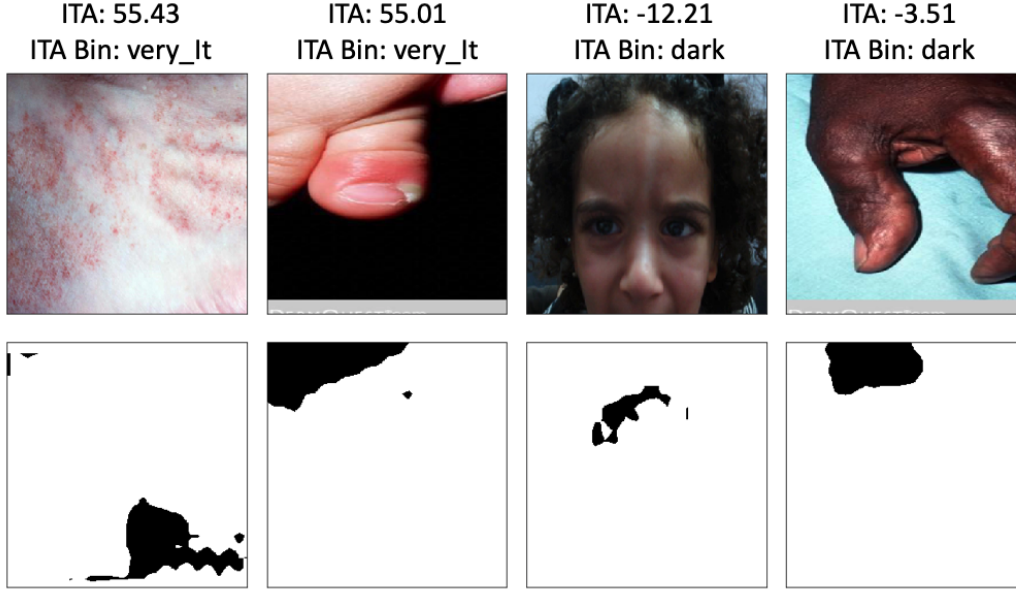 ITA: 55.43
ITA Bin: very_lt
ITA: 55.01
ITA Bin: very_lt
ITA: -12.21
ITA Bin: dark
ITA: -3.51
ITA Bin: dark